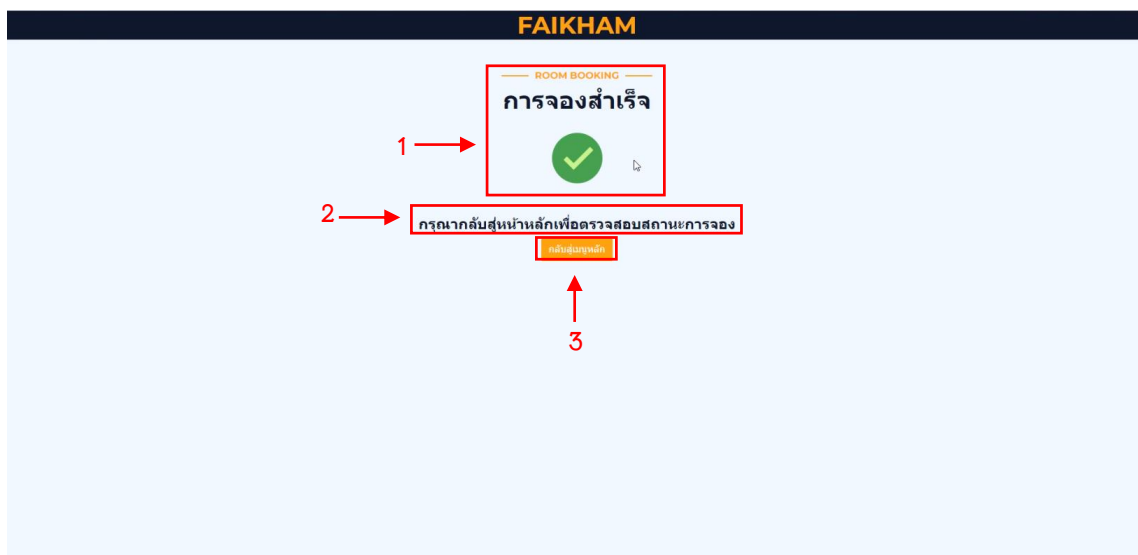 FAIKHAM
ROOM BOOKING
การจองสำเร็จ
1
2
กรุณากลับสู่หน้าหลักเพื่อตรวจสอบสถานะการจอง
กลับสู่เมนูหลัก
3